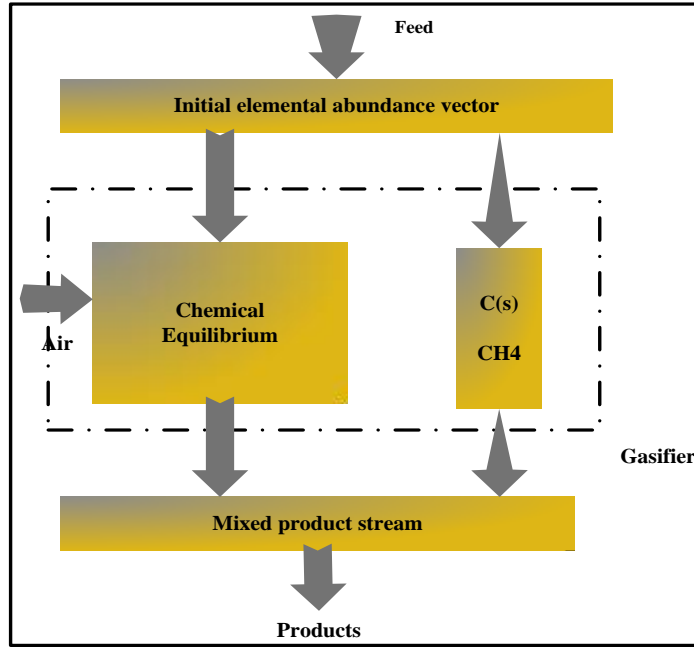 Feed
Initial elemental abundance vector
Chemical
Equilibrium
C(s)
CH4
Air
Gasifier
Mixed product stream
Products